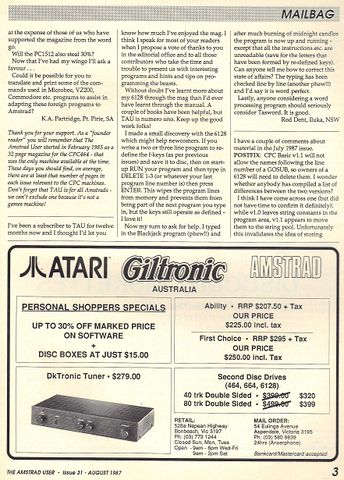 MAILBAG
at the expense of those of us who have
supported the magazine from the word
go.
Will the PC1512 also steal 30%?
Now that I've had my winge I'll ask a
favour . . .
Could it be possible for you to
translate and print some of the com-
mands used in Microbee, VZ200,
Commodore etc. programs to assist in
adapting these foreign programs to
Amstrad?
K.A. Partridge, Pt. Pirie, SA
Thank you for your support. As a "founder
reader" you will remember that The
Amstrad User started in February 1985 as a
32 page magazine for the CPC464 - that
was the only machine available at the time.
These days you should find, on average,
there are at least that number of pages in
each issue relevant to the CPC machines.
Don't forget that TAU is for all Amstrads -
we can't exclude one because it's not a
games machine!
I've been a subscriber to TAU for twelve
months now and I thought I'd let you
know how much I've enjoyed the mag. I
think I speak for most of your readers
when I propose a vote of thanks to you
in the editorial office and to all those
contributors who take the time and
trouble to present us with interesting
programs and hints and tips on pro-
gramming the beasts.
Without doubt I've learnt more about
my 6128 through the mag than I'd ever
have learnt through the manual. A
couple of books have been helpful, but
TAU is numero uno. Keep up the good
work folks!
I made a small discovery with the 6128
which might help newcomers. If you
write a two or three line program to re-
define the f-keys (as per previous
issues) and save it to disc, then on start-
up RUN your program and then type in
DELETE 1-3 (or whatever your last
program line number is) then press
ENTER. This wipes the program lines
from memory and prevents them from
being part of the next program you type
in, but the keys still operate as defined -
I love it!
Now my turn to ask for help. I typed
in the Blackjack program (phew!!) and
after much burning of midnight candles
the program is now up and running -
except that all the instructions etc. are
unreadable (save for the letters that
have been formed by re-defined keys).
Can anyone tell me how to correct this
state of affairs? The typing has been
checked line by line (another phew!!)
and I'd say it is word perfect.
Lastly, anyone considering a word
processing program should seriously
consider Tasword. It is good.
Rod Dent, Iluka, NSW
I have a couple of comments about
material in the July 1987 issue.
POSTFIX: CPC Basic v1.1 will not
allow the names following the line
number of a GOSUB, so owners of a
6128 will need to delete them. I wonder
whether anybody has compiled a list of
differences between the two versions?
I think I have come across one (but did
not have time to confirm it definitely):
while v1.0 leaves string constants in the
program area, v1.1 appears to move
them to the string pool. Unfortunately
this invalidates the idea of storing
ATARI Giltronic AMSTRAD
AUSTRALIA
PERSONAL SHOPPERS SPECIALS
UP TO 30% OFF MARKED PRICE
ON SOFTWARE
+
DISC BOXES AT JUST $15.00
Ability • RRP $207.50 + Tax
OUR PRICE
$225.00 incl. tax
First Choice • RRP $295 + Tax
OUR PRICE
$250.00 incl. Tax
DkTronic Tuner • $279.00
Second Disc Drives
(464, 664, 6128)
40 trk Double Sided • $399.00 $320
80 trk Double Sided • $499.00 $399
RETAIL:
528a Nepean Highway
Bonbeach, Vic 3197
Ph: (03) 773 1244
Closed Sun, Mon, Tues
Open - 9am - 6pm Wed-Fri
9am - 2pm Sat
MAIL ORDER:
54 Eulinga Avenue
Aspendale, Victoria 3195
Ph: (03) 580 9839
24hrs (Anserphone)
Bankcard/Mastercard accepted
THE AMSTRAD USER - Issue 31 - AUGUST 1987
3